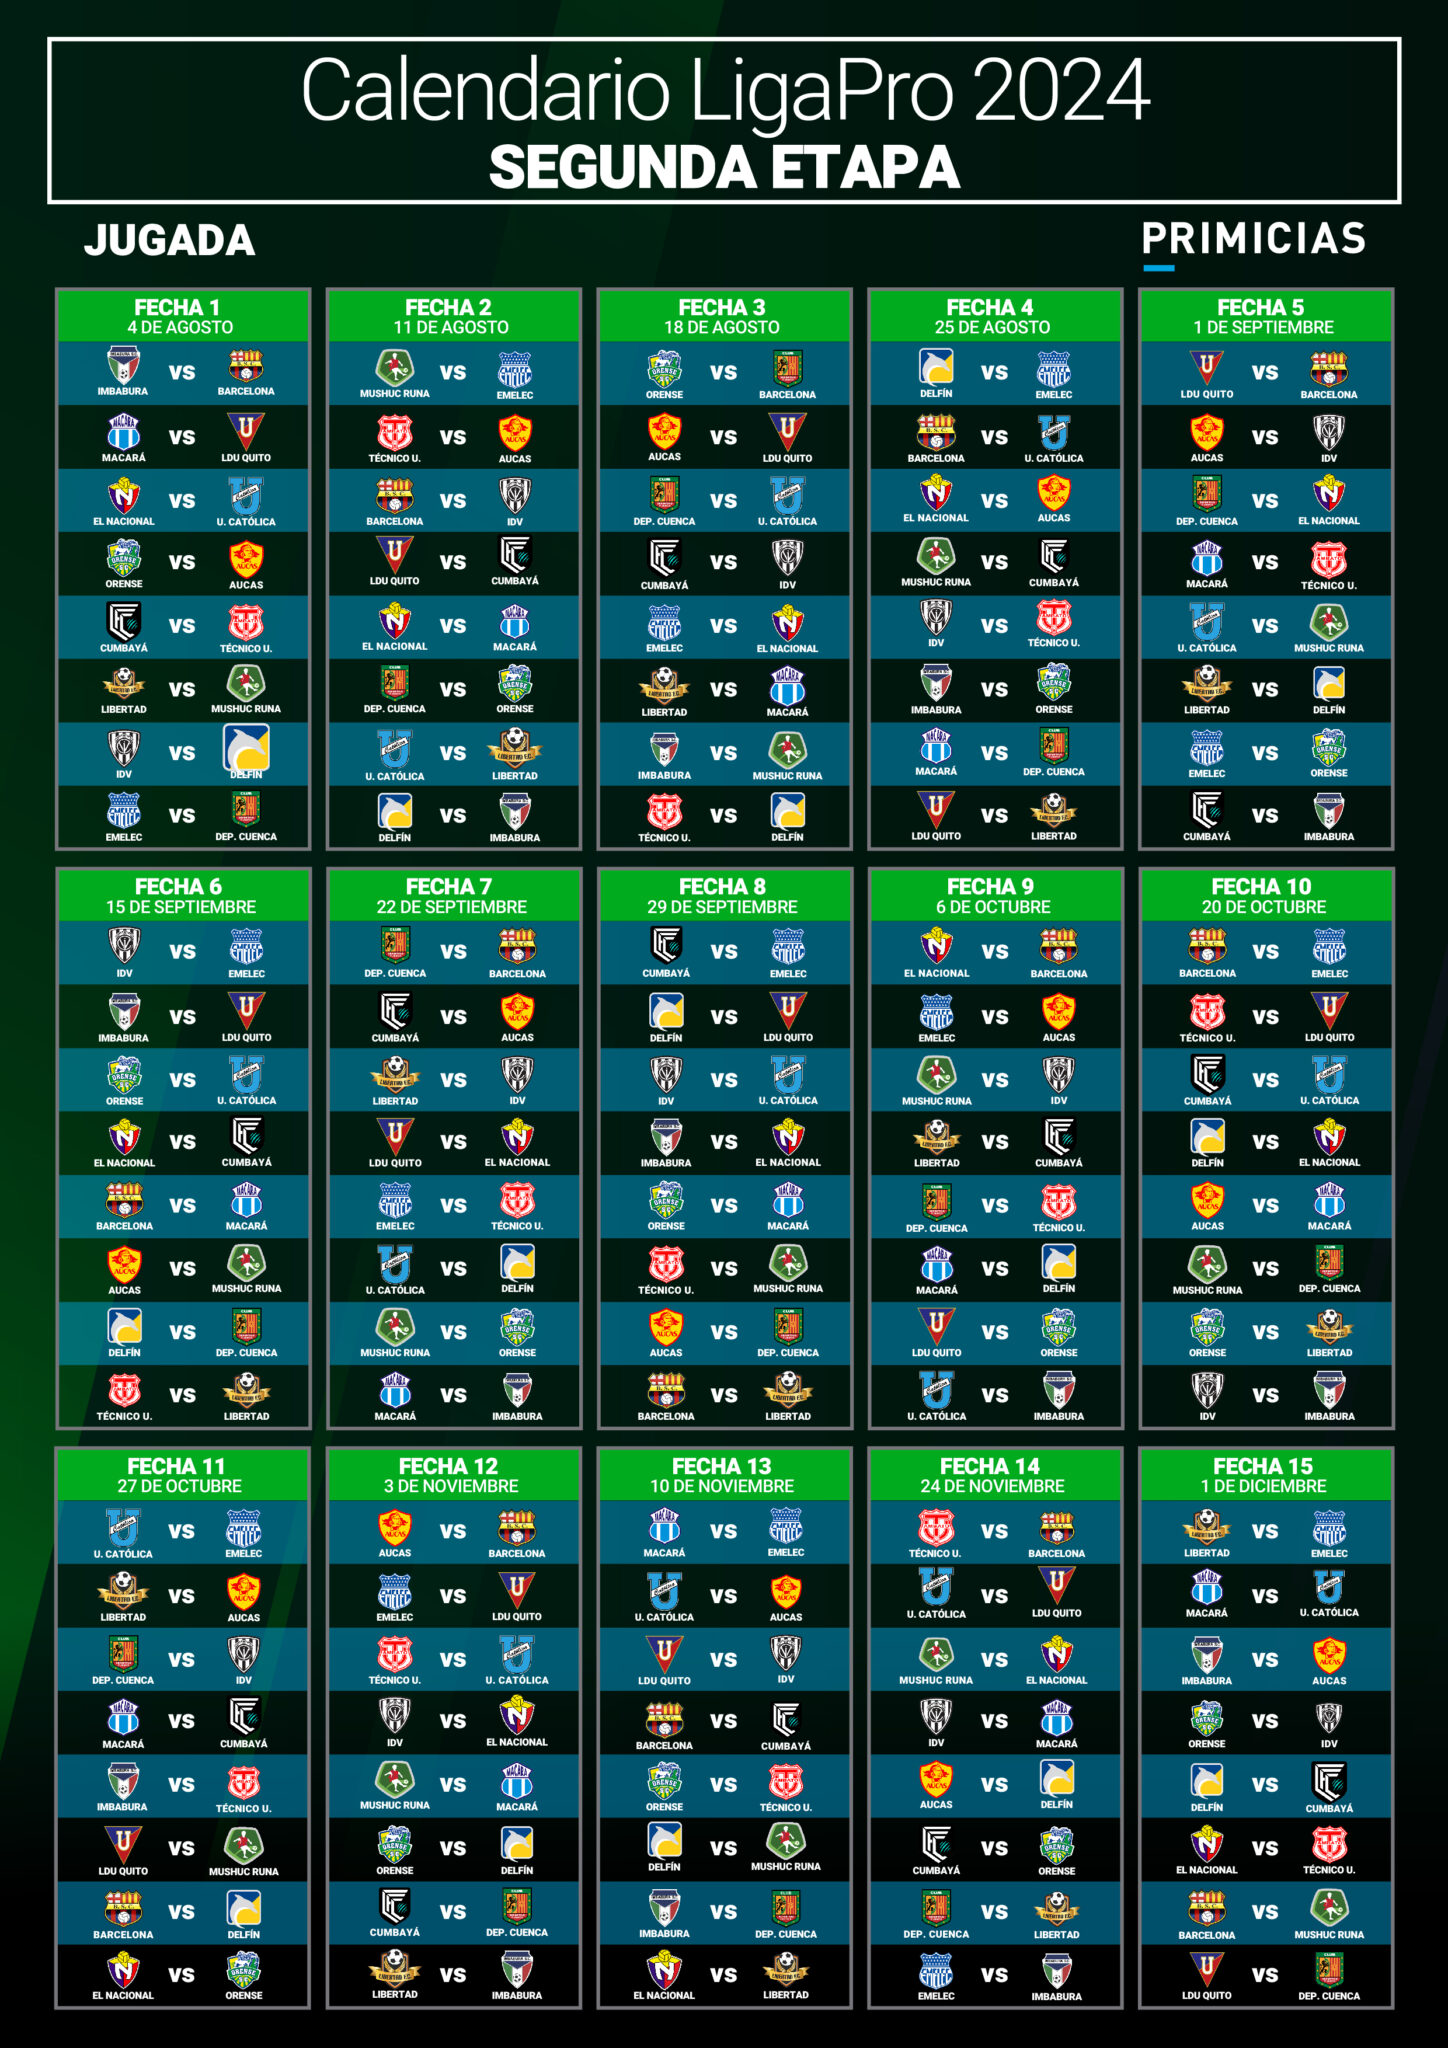 Calendario LigaPro 2024
SEGUNDA ETAPA
JUGADA
PRIMICIAS
FECHA 1
4 DE AGOSTO
IMBABURA VS BARCELONA
MACARÁ VS LDU QUITO
EL NACIONAL VS U. CATÓLICA
ORENSE VS AUCAS
CUMBAYÁ VS TÉCNICO U.
LIBERTAD VS MUSHUC RUNA
IDV VS DELFÍN
EMELEC VS DEP. CUENCA
FECHA 2
11 DE AGOSTO
MUSHUC RUNA VS EMELEC
TÉCNICO U. VS AUCAS
BARCELONA VS IDV
LDU QUITO VS CUMBAYÁ
EL NACIONAL VS MACARÁ
DEP. CUENCA VS ORENSE
U. CATÓLICA VS LIBERTAD
DELFÍN VS IMBABURA
FECHA 3
18 DE AGOSTO
ORENSE VS BARCELONA
AUCAS VS LDU QUITO
DEP. CUENCA VS U. CATÓLICA
CUMBAYÁ VS IDV
EMELEC VS EL NACIONAL
LIBERTAD VS MACARÁ
IMBABURA VS MUSHUC RUNA
TÉCNICO U. VS DELFÍN
FECHA 4
25 DE AGOSTO
DELFÍN VS EMELEC
BARCELONA VS U. CATÓLICA
EL NACIONAL VS AUCAS
MUSHUC RUNA VS CUMBAYÁ
IDV VS TÉCNICO U.
IMBABURA VS ORENSE
MACARÁ VS DEP. CUENCA
LDU QUITO VS LIBERTAD
FECHA 5
1 DE SEPTIEMBRE
LDU QUITO VS BARCELONA
AUCAS VS IDV
DEP. CUENCA VS EL NACIONAL
MACARÁ VS TÉCNICO U.
U. CATÓLICA VS MUSHUC RUNA
LIBERTAD VS DELFÍN
EMELEC VS ORENSE
CUMBAYÁ VS IMBABURA
FECHA 6
15 DE SEPTIEMBRE
IDV VS EMELEC
IMBABURA VS LDU QUITO
ORENSE VS U. CATÓLICA
EL NACIONAL VS CUMBAYÁ
BARCELONA VS MACARÁ
AUCAS VS MUSHUC RUNA
DELFÍN VS DEP. CUENCA
TÉCNICO U. VS LIBERTAD
FECHA 7
22 DE SEPTIEMBRE
DEP. CUENCA VS BARCELONA
CUMBAYÁ VS AUCAS
LIBERTAD VS IDV
LDU QUITO VS EL NACIONAL
EMELEC VS TÉCNICO U.
U. CATÓLICA VS DELFÍN
MUSHUC RUNA VS ORENSE
MACARÁ VS IMBABURA
FECHA 8
29 DE SEPTIEMBRE
CUMBAYÁ VS EMELEC
DELFÍN VS LDU QUITO
IDV VS U. CATÓLICA
IMBABURA VS EL NACIONAL
ORENSE VS MACARÁ
TÉCNICO U. VS MUSHUC RUNA
AUCAS VS DEP. CUENCA
BARCELONA VS LIBERTAD
FECHA 9
6 DE OCTUBRE
EL NACIONAL VS BARCELONA
EMELEC VS AUCAS
MUSHUC RUNA VS IDV
LIBERTAD VS CUMBAYÁ
DEP. CUENCA VS TÉCNICO U.
MACARÁ VS DELFÍN
LDU QUITO VS ORENSE
U. CATÓLICA VS IMBABURA
FECHA 10
20 DE OCTUBRE
BARCELONA VS EMELEC
TÉCNICO U. VS LDU QUITO
CUMBAYÁ VS U. CATÓLICA
DELFÍN VS EL NACIONAL
AUCAS VS MACARÁ
MUSHUC RUNA VS DEP. CUENCA
ORENSE VS LIBERTAD
IDV VS IMBABURA
FECHA 11
27 DE OCTUBRE
U. CATÓLICA VS EMELEC
LIBERTAD VS AUCAS
DEP. CUENCA VS IDV
MACARÁ VS CUMBAYÁ
IMBABURA VS TÉCNICO U.
LDU QUITO VS MUSHUC RUNA
BARCELONA VS DELFÍN
EL NACIONAL VS ORENSE
FECHA 12
3 DE NOVIEMBRE
AUCAS VS BARCELONA
EMELEC VS LDU QUITO
TÉCNICO U. VS U. CATÓLICA
IDV VS EL NACIONAL
MUSHUC RUNA VS MACARÁ
ORENSE VS DELFÍN
CUMBAYÁ VS DEP. CUENCA
LIBERTAD VS IMBABURA
FECHA 13
10 DE NOVIEMBRE
MACARÁ VS EMELEC
U. CATÓLICA VS AUCAS
LDU QUITO VS IDV
BARCELONA VS CUMBAYÁ
ORENSE VS TÉCNICO U.
DELFÍN VS MUSHUC RUNA
IMBABURA VS DEP. CUENCA
EL NACIONAL VS LIBERTAD
FECHA 14
24 DE NOVIEMBRE
TÉCNICO U. VS BARCELONA
U. CATÓLICA VS LDU QUITO
MUSHUC RUNA VS EL NACIONAL
IDV VS MACARÁ
AUCAS VS DELFÍN
CUMBAYÁ VS ORENSE
DEP. CUENCA VS LIBERTAD
EMELEC VS IMBABURA
FECHA 15
1 DE DICIEMBRE
LIBERTAD VS EMELEC
MACARÁ VS U. CATÓLICA
IMBABURA VS AUCAS
ORENSE VS IDV
DELFÍN VS CUMBAYÁ
EL NACIONAL VS TÉCNICO U.
BARCELONA VS MUSHUC RUNA
LDU QUITO VS DEP. CUENCA